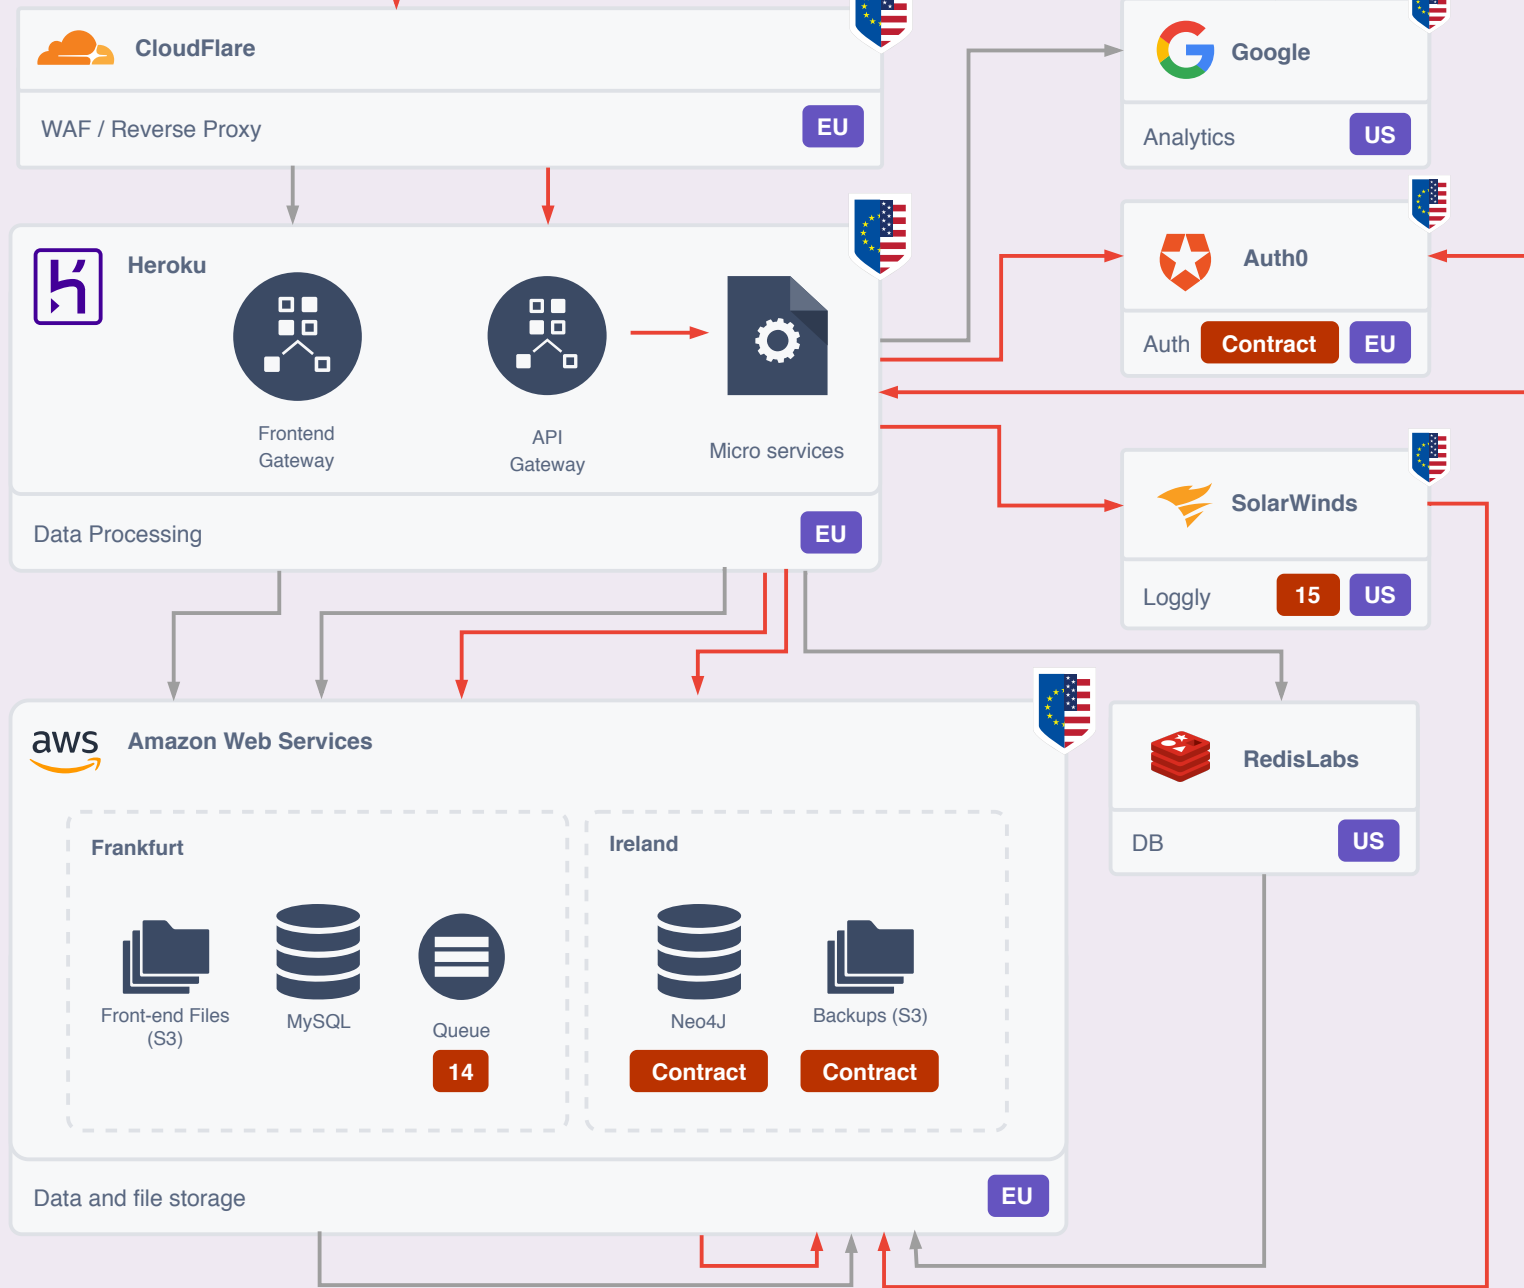 CloudFlare
WAF / Reverse Proxy
EU
Google
Analytics
US
Heroku
Frontend
Gateway
API
Gateway
Micro services
Data Processing
EU
Auth0
Auth
Contract
EU
SolarWinds
Loggly
15
US
aws
Amazon Web Services
Frankfurt
Front-end Files
(S3)
MySQL
Queue
14
Ireland
Neo4J
Contract
Backups (S3)
Contract
Data and file storage
EU
RedisLabs
DB
US